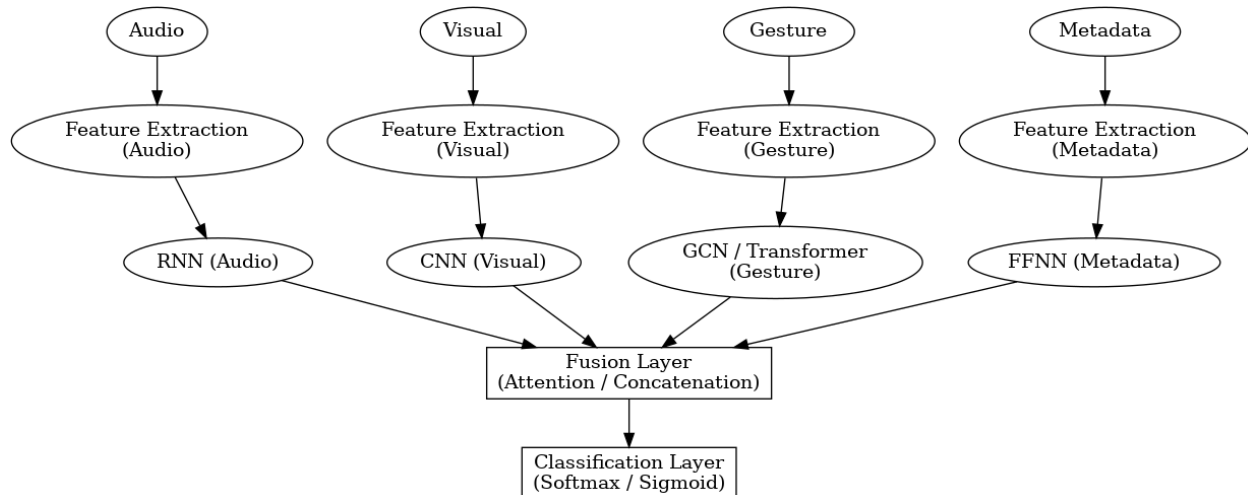 Audio
Visual
Gesture
Metadata
Feature Extraction
(Audio)
Feature Extraction
(Visual)
Feature Extraction
(Gesture)
Feature Extraction
(Metadata)
RNN (Audio)
CNN (Visual)
GCN / Transformer
(Gesture)
FFNN (Metadata)
Fusion Layer
(Attention / Concatenation)
Classification Layer
(Softmax / Sigmoid)